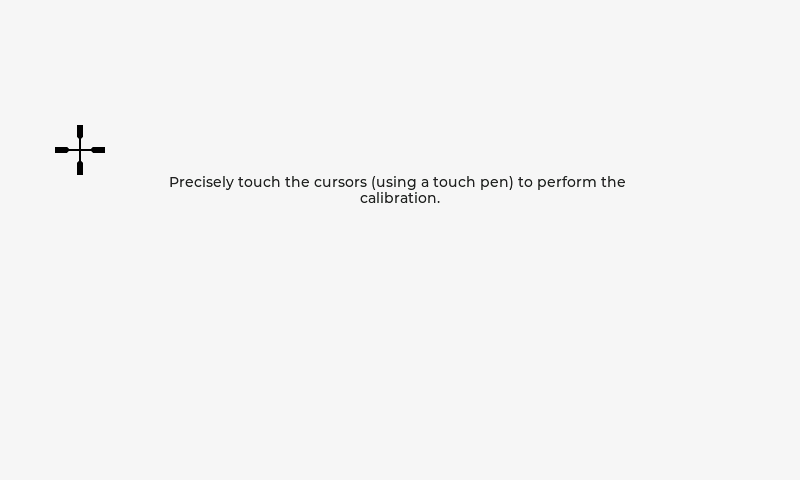 Precisely touch the cursors (using a touch pen) to perform the
calibration.